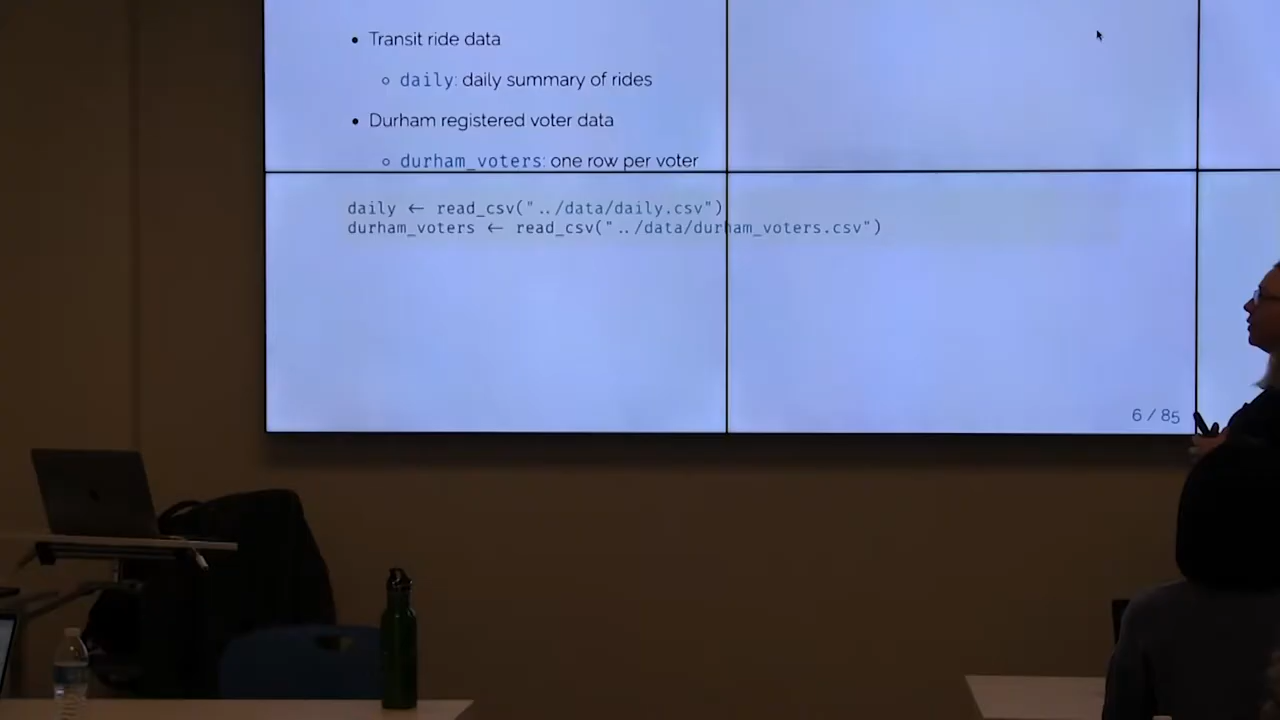 • Transit ride data
◦ daily: daily summary of rides
• Durham registered voter data
◦ durham_voters: one row per voter
daily ← read_csv("../data/daily.csv")
durham_voters ← read_csv("../data/durham_voters.csv")
6 / 85